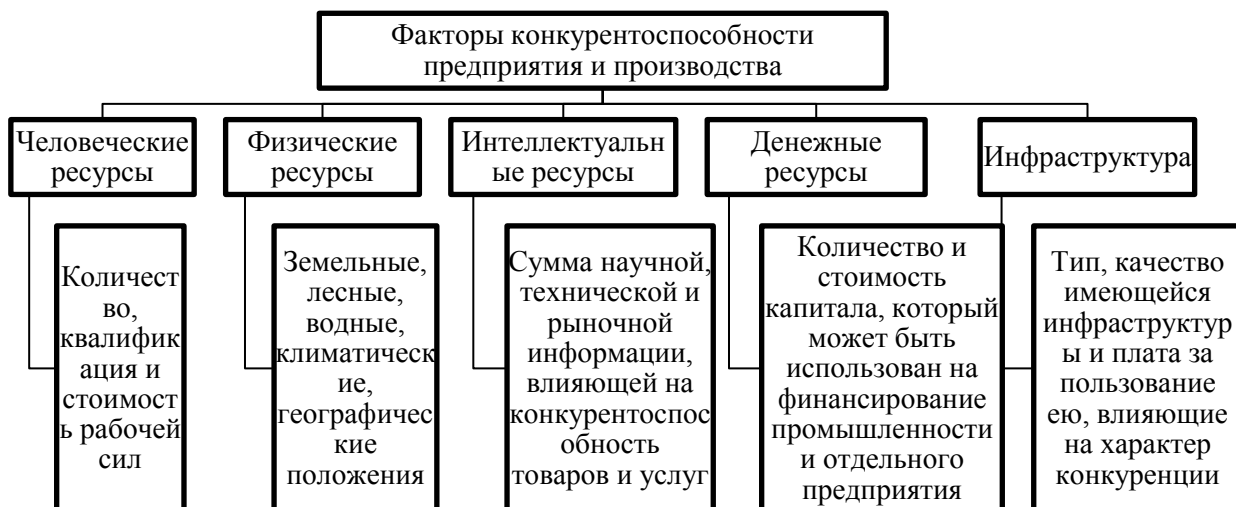 Факторы конкурентоспособности
предприятия и производства
Человеческие
ресурсы
Физические
ресурсы
Интеллектуальн
ые ресурсы
Денежные
ресурсы
Инфраструктура
Количест
во,
квалифик
ация и
стоимост
ь рабочей
сил
Земельные,
лесные,
водные,
климатическ
ие,
географичес
кие
положения
Сумма научной,
технической и
рыночной
информации,
влияющей на
конкурентоспос
обность
товаров и услуг
Количество и
стоимость
капитала, который
может быть
использован на
финансирование
промышленности
и отдельного
предприятия
Тип, качество
имеющейся
инфраструктур
ы и плата за
пользование
ею, влияющие
на характер
конкуренции